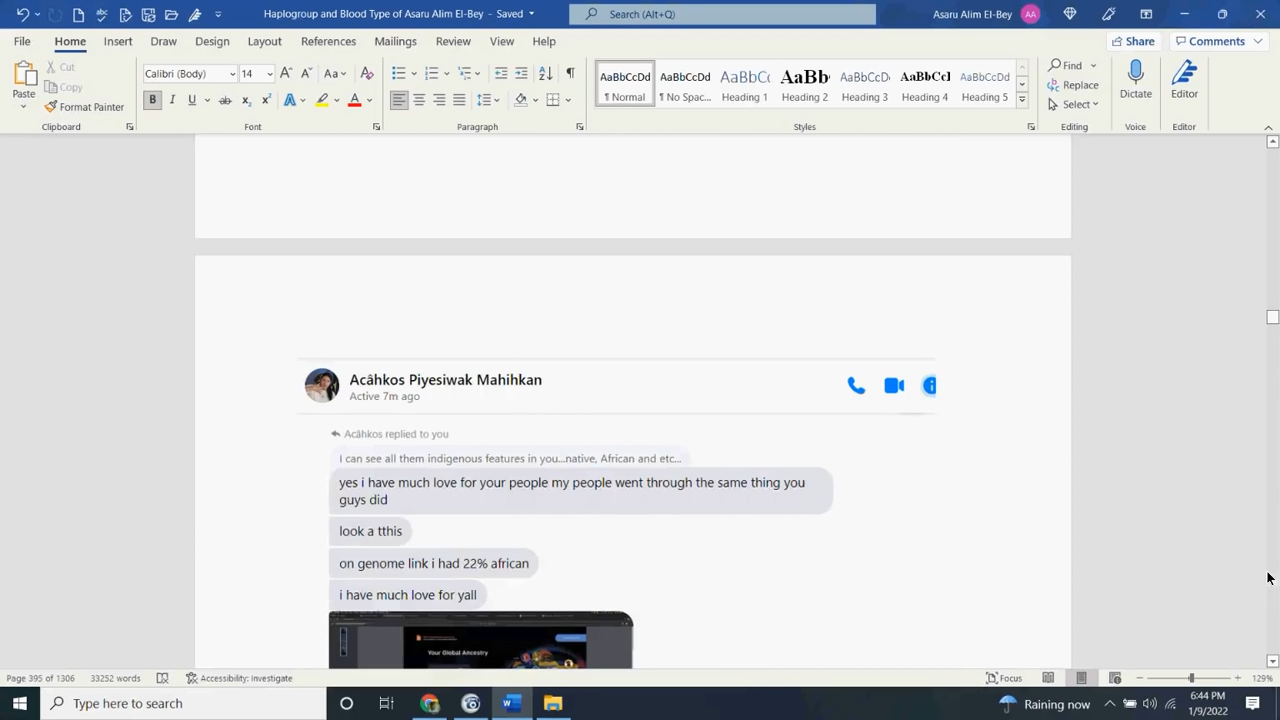 Haplogroup and Blood Type of Asaru Alim El-Bey - Saved
Search (Alt+Q)
Asaru Alim El-Bey
AA
File Home Insert Draw Design Layout References Mailings Review View Help
Share
Comments
Paste
Cut
Copy
Format Painter
Clipboard
Calibri (Body) 14
Font
Paragraph
AaBbCcDd AaBbCcDd AaBbCc AaBb AaBbCcDd AaBbCcI AaBbCcDd
¶ Normal ¶ No Spac... Heading 1 Heading 2 Heading 3 Heading 4 Heading 5
Styles
Find
Replace
Select
Editing
Dictate
Voice
Editor
Editor
Acâhkos Piyesiwak Mahihkan
Active 7m ago
Acâhkos replied to you
I can see all them indigenous features in you...native, African and etc...
yes i have much love for your people my people went through the same thing you
guys did
look a tthis
on genome link i had 22% african
i have much love for yall
Your Global Ancestry
Page 395 of 1306 33252 words Accessibility: Investigate
Focus
129%
Type here to search
Raining now
6:44 PM
1/9/2022